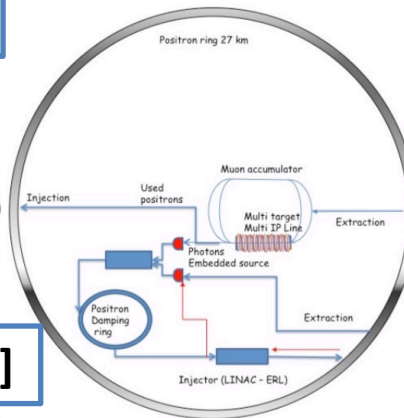 Positron ring 27 km
Muon accumulator
Used
positrons
Injection
Multi target
Multi IP Line
Extraction
Photons
Embedded source
Positron
Damping
ring
Extraction
]
Injector (LINAC - ERL)